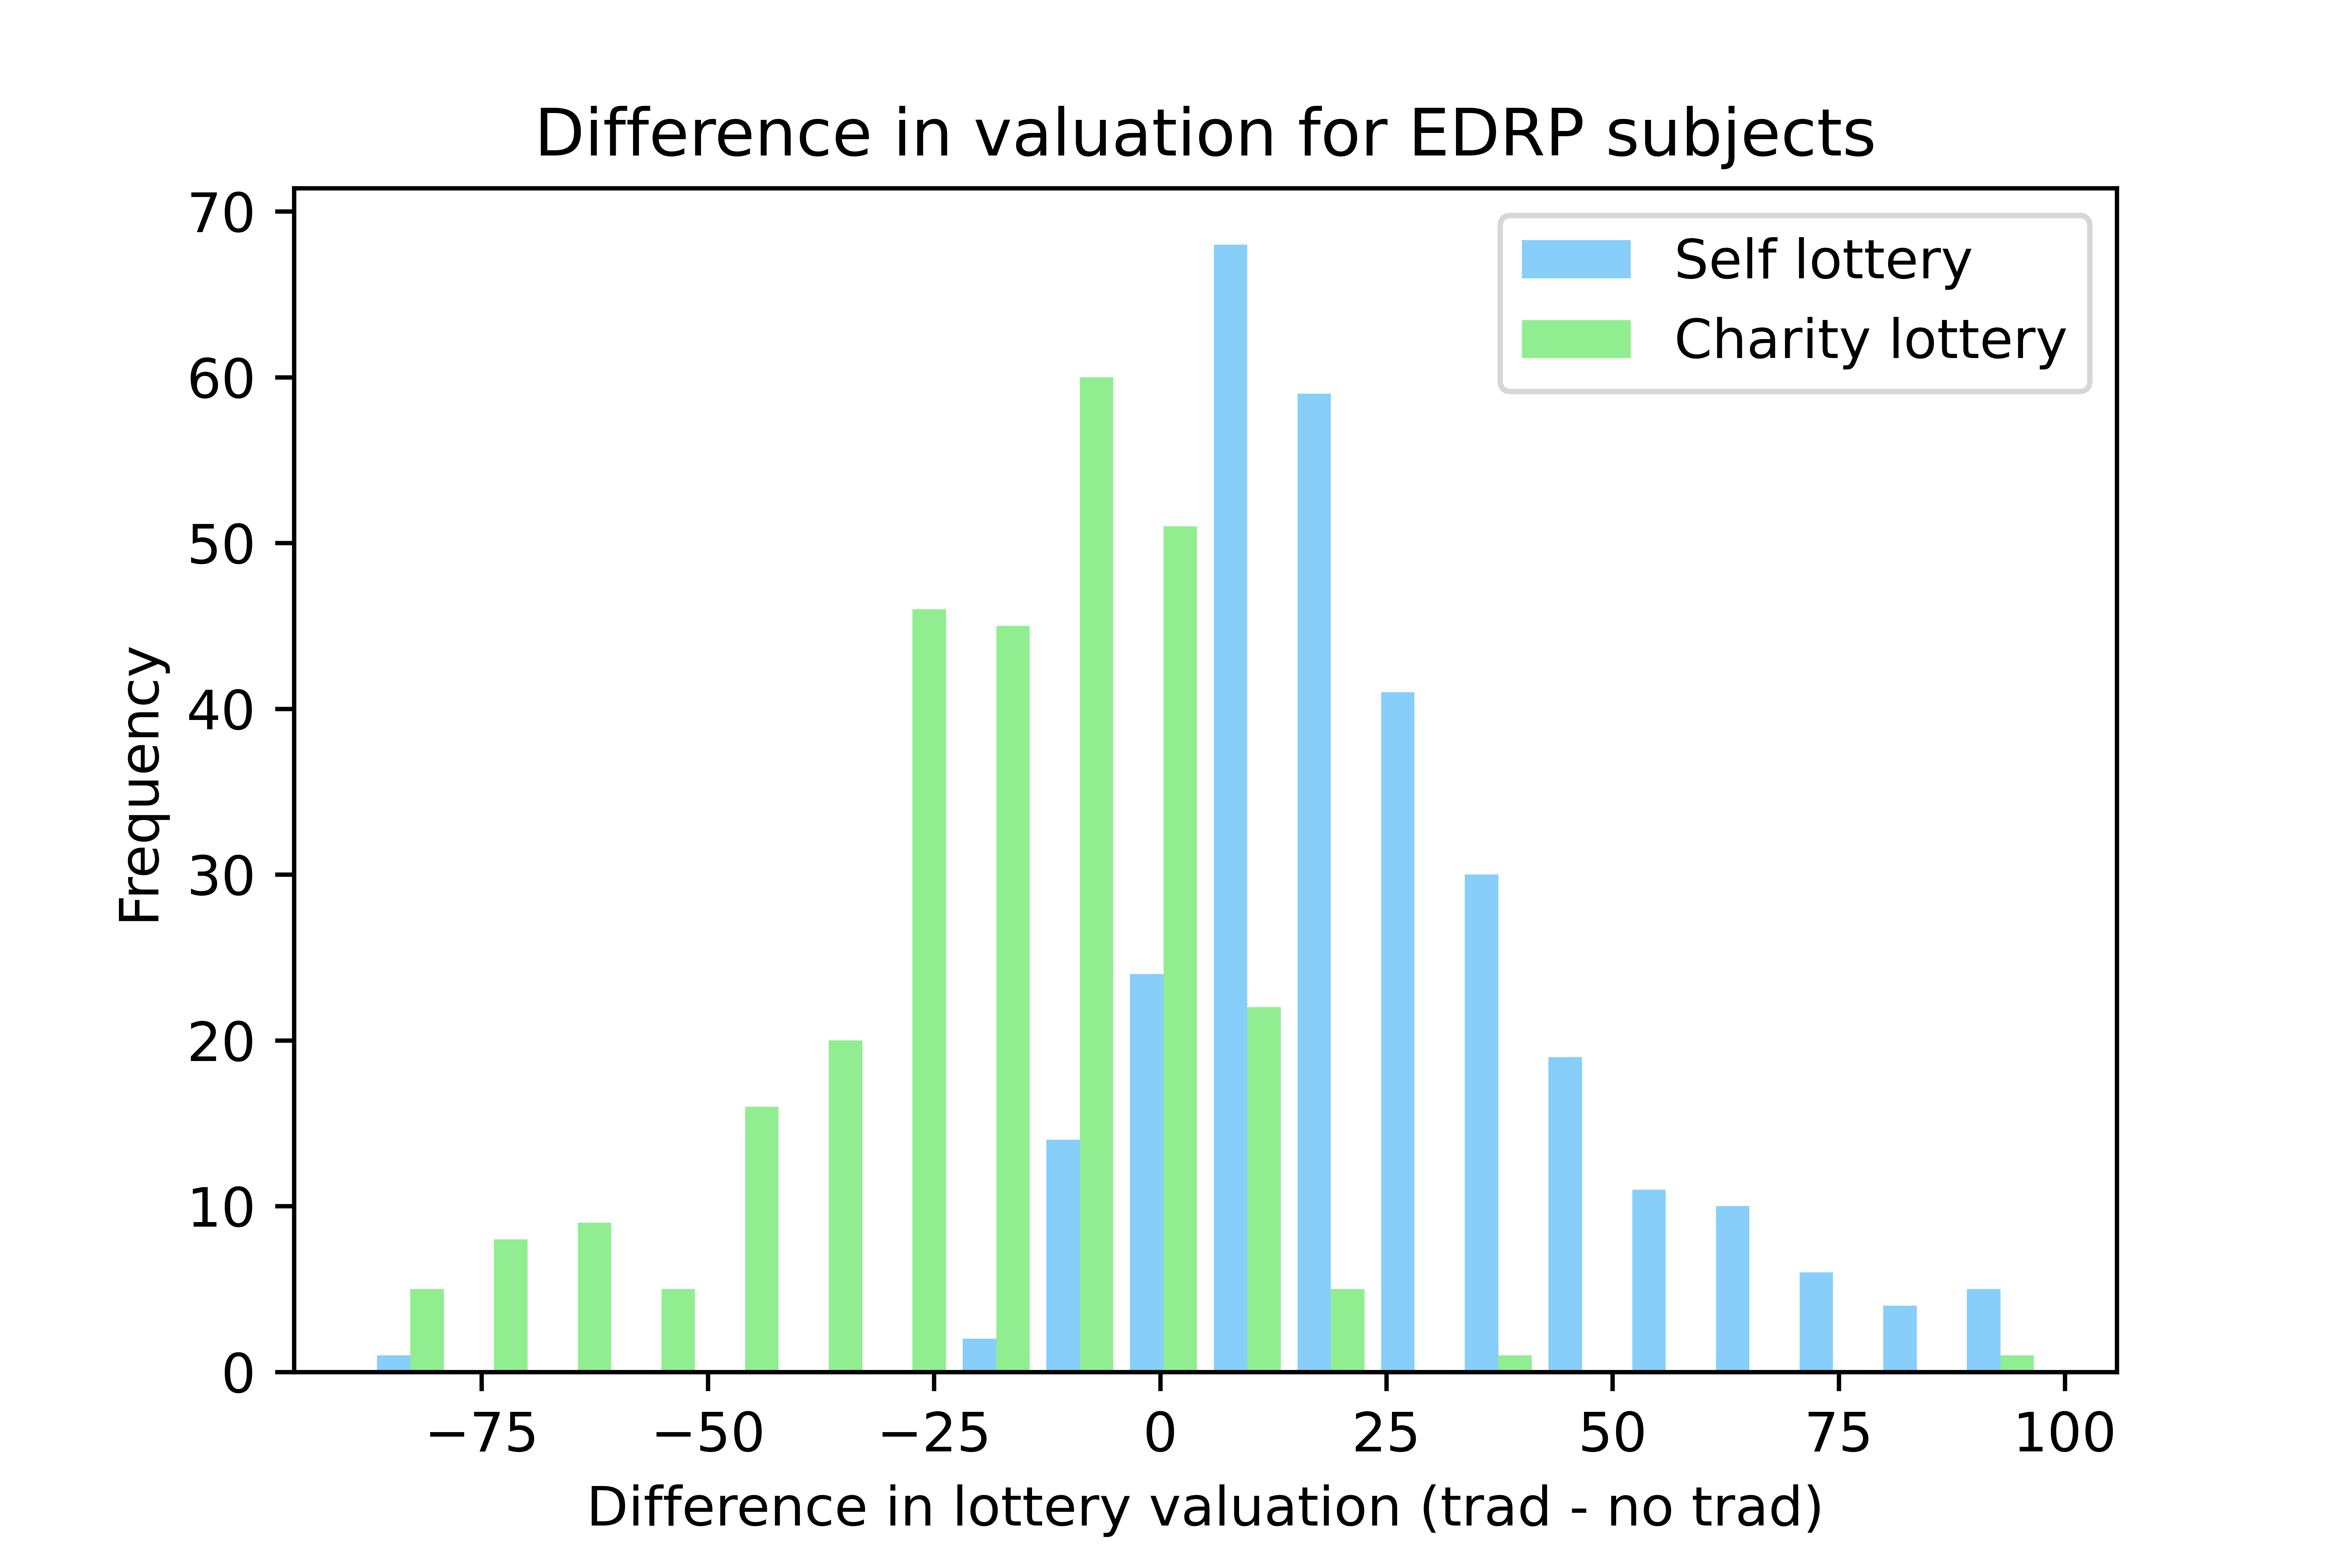 Difference in valuation for EDRP subjects
Self lottery
Charity lottery
Frequency
70
60
50
40
30
20
10
0
−75 −50 −25 0 25 50 75 100
Difference in lottery valuation (trad - no trad)